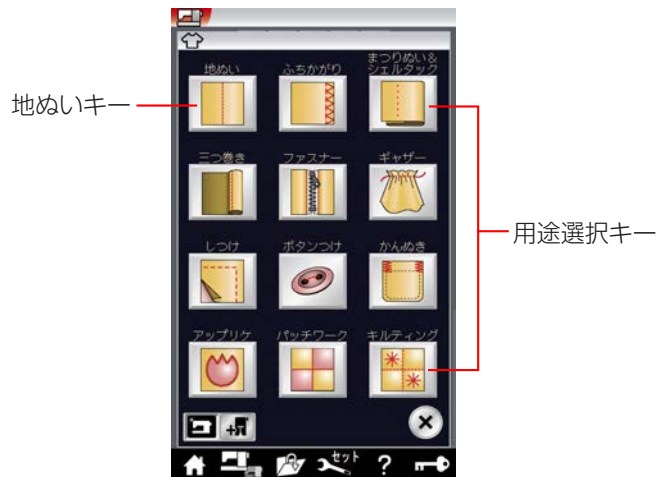 地ぬい
ふちかがり
まつりぬい&
シェルタック
地ぬいキー
三つ巻き
ファスナー
ギャザー
用途選択キー
しつけ
ボタンつけ
かんぬき
アップリケ
パッチワーク
キルティング
セット
?